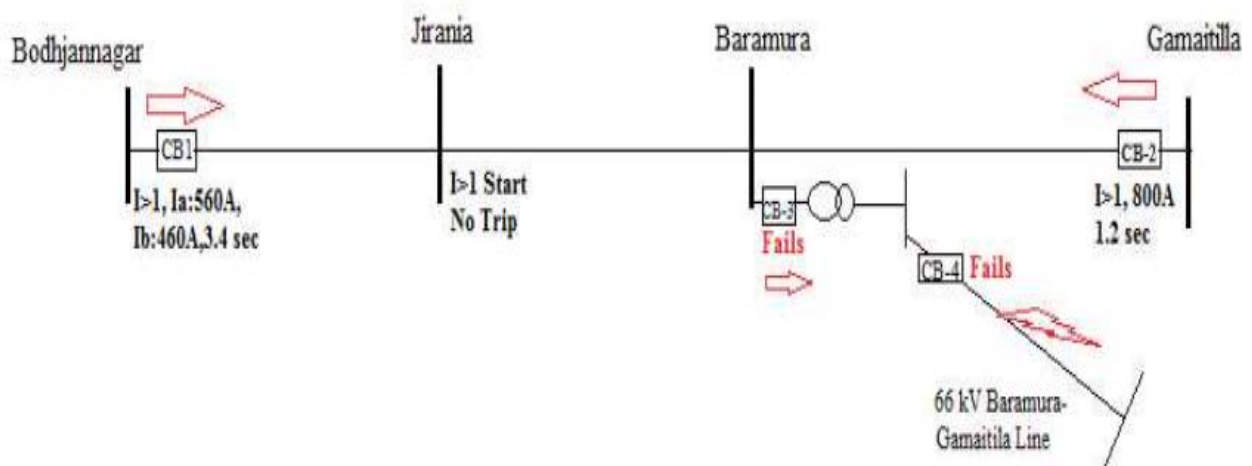 Bodhjannagar
Jirania
Baramura
Gamaitilla
CB1
I>1, Ia:560A,
Ib:460A,3.4 sec
I>1 Start
No Trip
CB-3
Fails
CB-4 Fails
CB-2
I>1, 800A
1.2 sec
66 kV Baramura-
Gamaitila Line